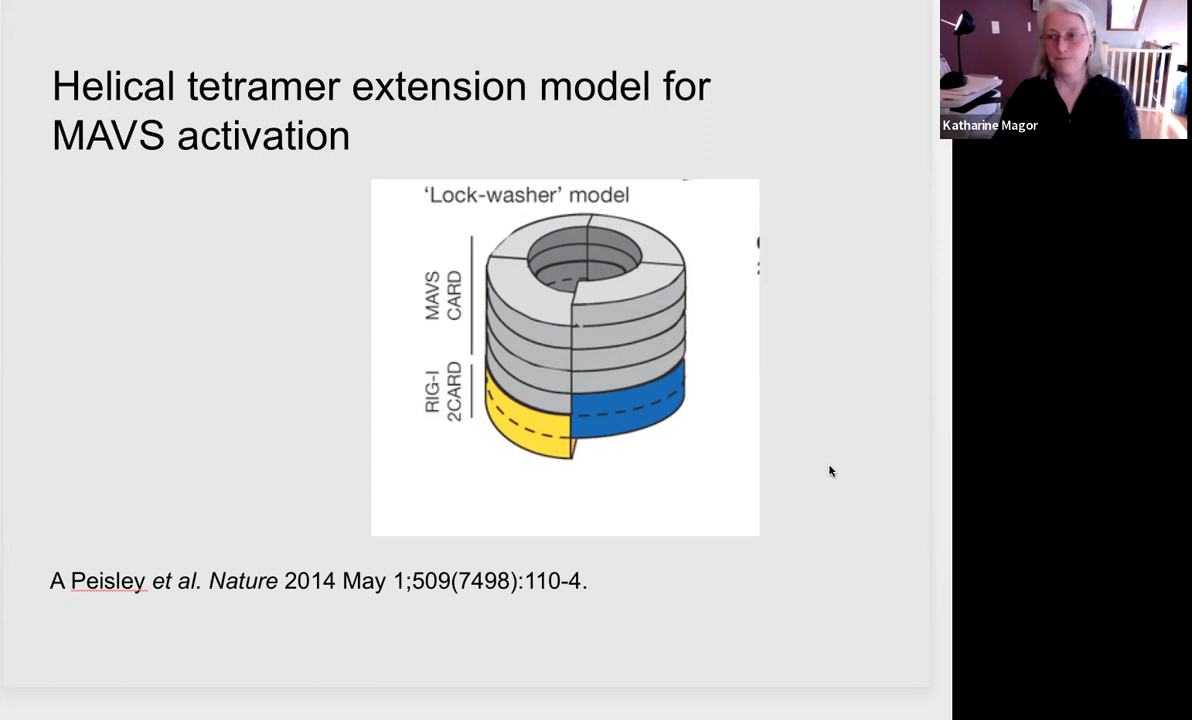 Helical tetramer extension model for
MAVS activation
‘Lock-washer’ model
MAVS
CARD
RIG-I
2CARD
A Peisley et al. Nature 2014 May 1;509(7498):110-4.
Katharine Magor